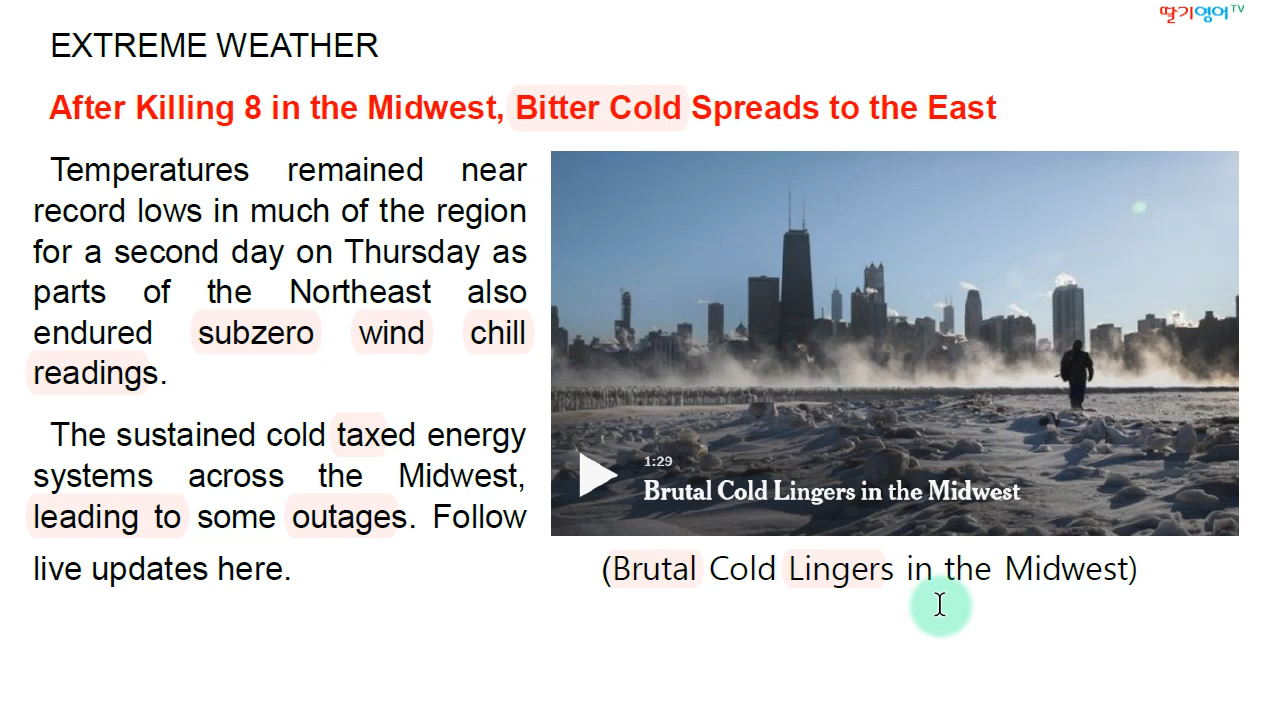 딸기영어TV
EXTREME WEATHER
After Killing 8 in the Midwest, Bitter Cold Spreads to the East
Temperatures remained near
record lows in much of the region
for a second day on Thursday as
parts of the Northeast also
endured subzero wind chill
readings.
The sustained cold taxed energy
systems across the Midwest,
leading to some outages. Follow
live updates here.
1:29
Brutal Cold Lingers in the Midwest
(Brutal Cold Lingers in the Midwest)